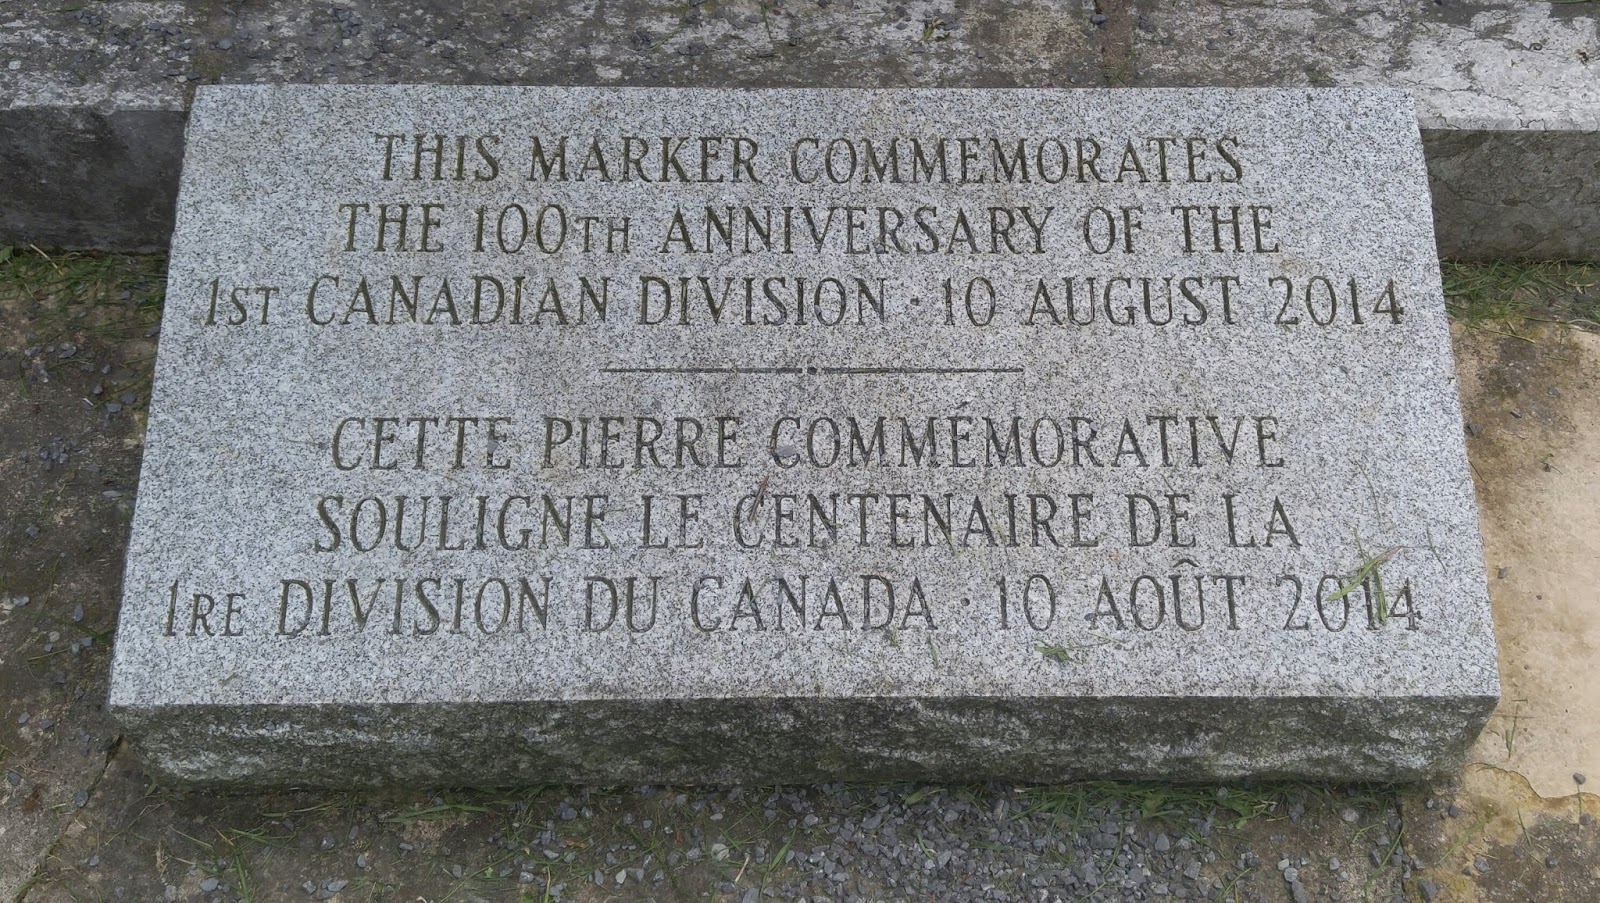 THIS MARKER COMMEMORATES
THE 100TH ANNIVERSARY OF THE
1ST CANADIAN DIVISION · 10 AUGUST 2014
CETTE PIERRE COMMÉMORATIVE
SOULIGNE LE CENTENAIRE DE LA
1RE DIVISION DU CANADA · 10 AOÛT 2014